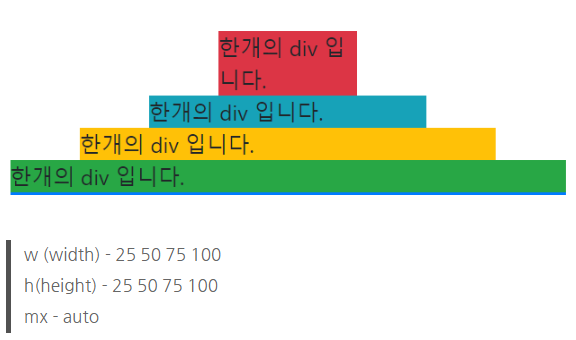 한개의 div 입
니다.
한개의 div 입니다.
한개의 div 입니다.
한개의 div 입니다.
w (width) - 25 50 75 100
h(height) - 25 50 75 100
mx - auto